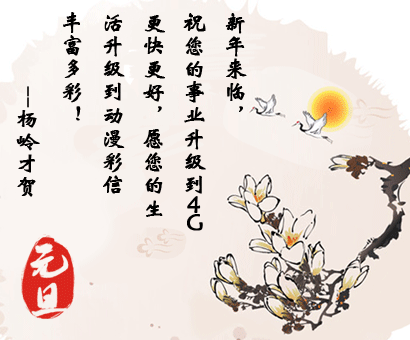 新年来临，
祝您的事业升级到4G
更快更好，愿您的生
活升级到动漫彩信
丰富多彩！
—杨岭才贺
元旦